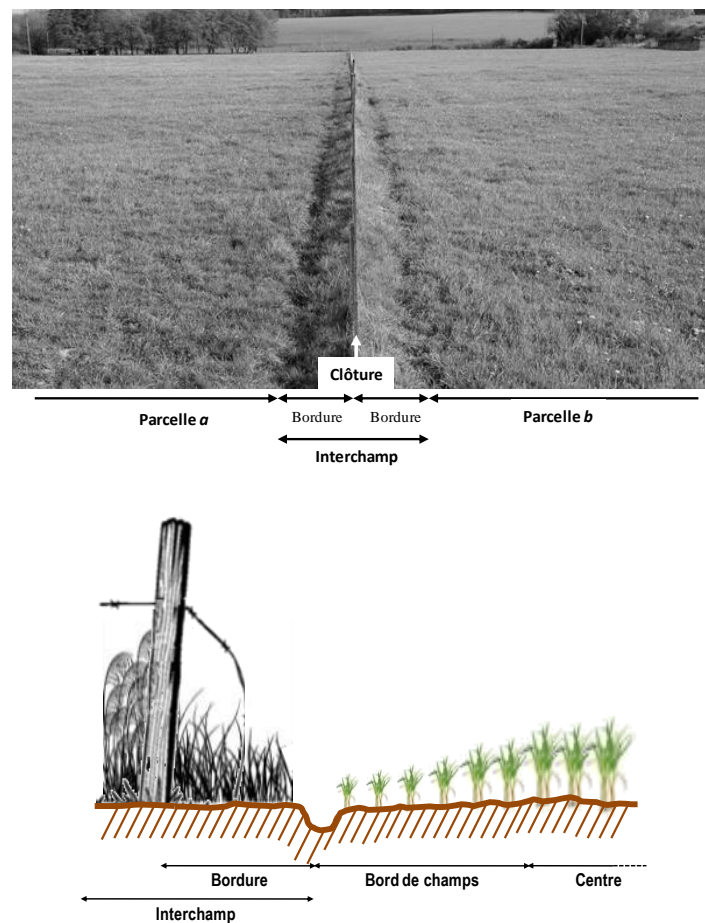 Clôture
Bordure Bordure
Parcelle a Parcelle b
Interchamp
Bordure Bord de champs Centre
Interchamp